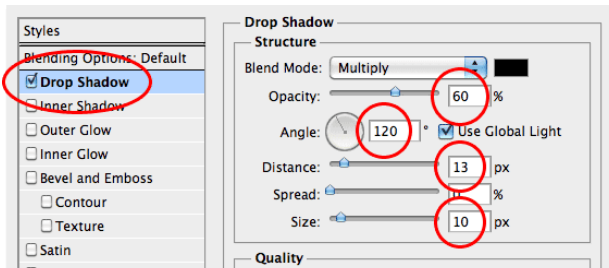 Styles
Blending Options: Default
Drop Shadow
Inner Shadow
Outer Glow
Inner Glow
Bevel and Emboss
Contour
Texture
Satin
Drop Shadow
Structure
Blend Mode: Multiply
Opacity: 60 %
Angle: 120 ° Use Global Light
Distance: 13 px
Spread: 0 %
Size: 10 px
Quality